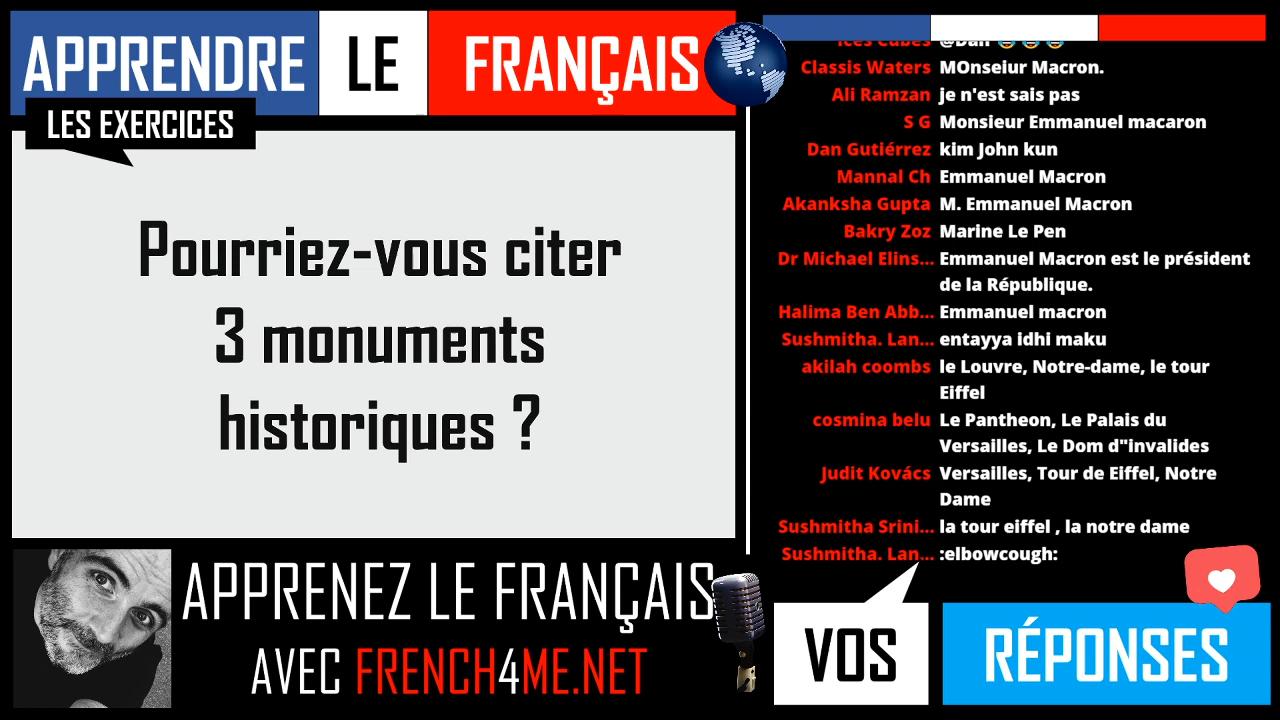 APPRENDRE LE FRANÇAIS
LES EXERCICES
Pourriez-vous citer
3 monuments
historiques ?
APPRENEZ LE FRANÇAIS
AVEC FRENCH4ME.NET
Ices Cubes @Dan
Classis Waters MOnseiur Macron.
Ali Ramzan je n'est sais pas
S G Monsieur Emmanuel macaron
Dan Gutiérrez kim John kun
Mannal Ch Emmanuel Macron
Akanksha Gupta M. Emmanuel Macron
Bakry Zoz Marine Le Pen
Dr Michael Elins... Emmanuel Macron est le président
de la République.
Halima Ben Abb... Emmanuel macron
Sushmitha. Lan... entayya idhi maku
akilah coombs le Louvre, Notre-dame, le tour
Eiffel
cosmina belu Le Pantheon, Le Palais du
Versailles, Le Dom d"invalides
Judit Kovács Versailles, Tour de Eiffel, Notre
Dame
Sushmitha Srini... la tour eiffel , la notre dame
Sushmitha. Lan... :elbowcough:
VOS RÉPONSES